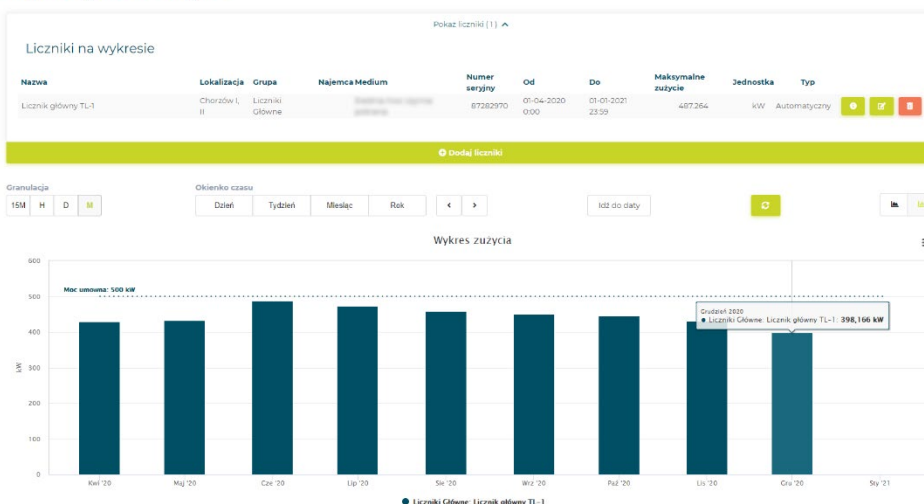 Pokaż liczniki (1)
Liczniki na wykresie
Nazwa Lokalizacja Grupa Najemca Medium Numer seryjny Od Do Maksymalne zużycie Jednostka Typ
Licznik główny TL-1 Chorzów I, II Liczniki Główne 87282970 01-04-2020 0:00 01-01-2021 23:59 487.264 kW Automatyczny
Dodaj liczniki
Granulacja Okienko czasu
15M H D M Dzień Tydzień Miesiąc Rok < > Idź do daty
Wykres zużycia
600
Moc umowna: 500 kW
500
Grudzień 2020
Liczniki Główne: Licznik główny TL-1: 398,166 kW
400
kW
300
200
100
0
Kwi '20 Maj '20 Cze '20 Lip '20 Sie '20 Wrz '20 Paź '20 Lis '20 Gru '20 Sty '21
Liczniki Główne: Licznik główny TL-1